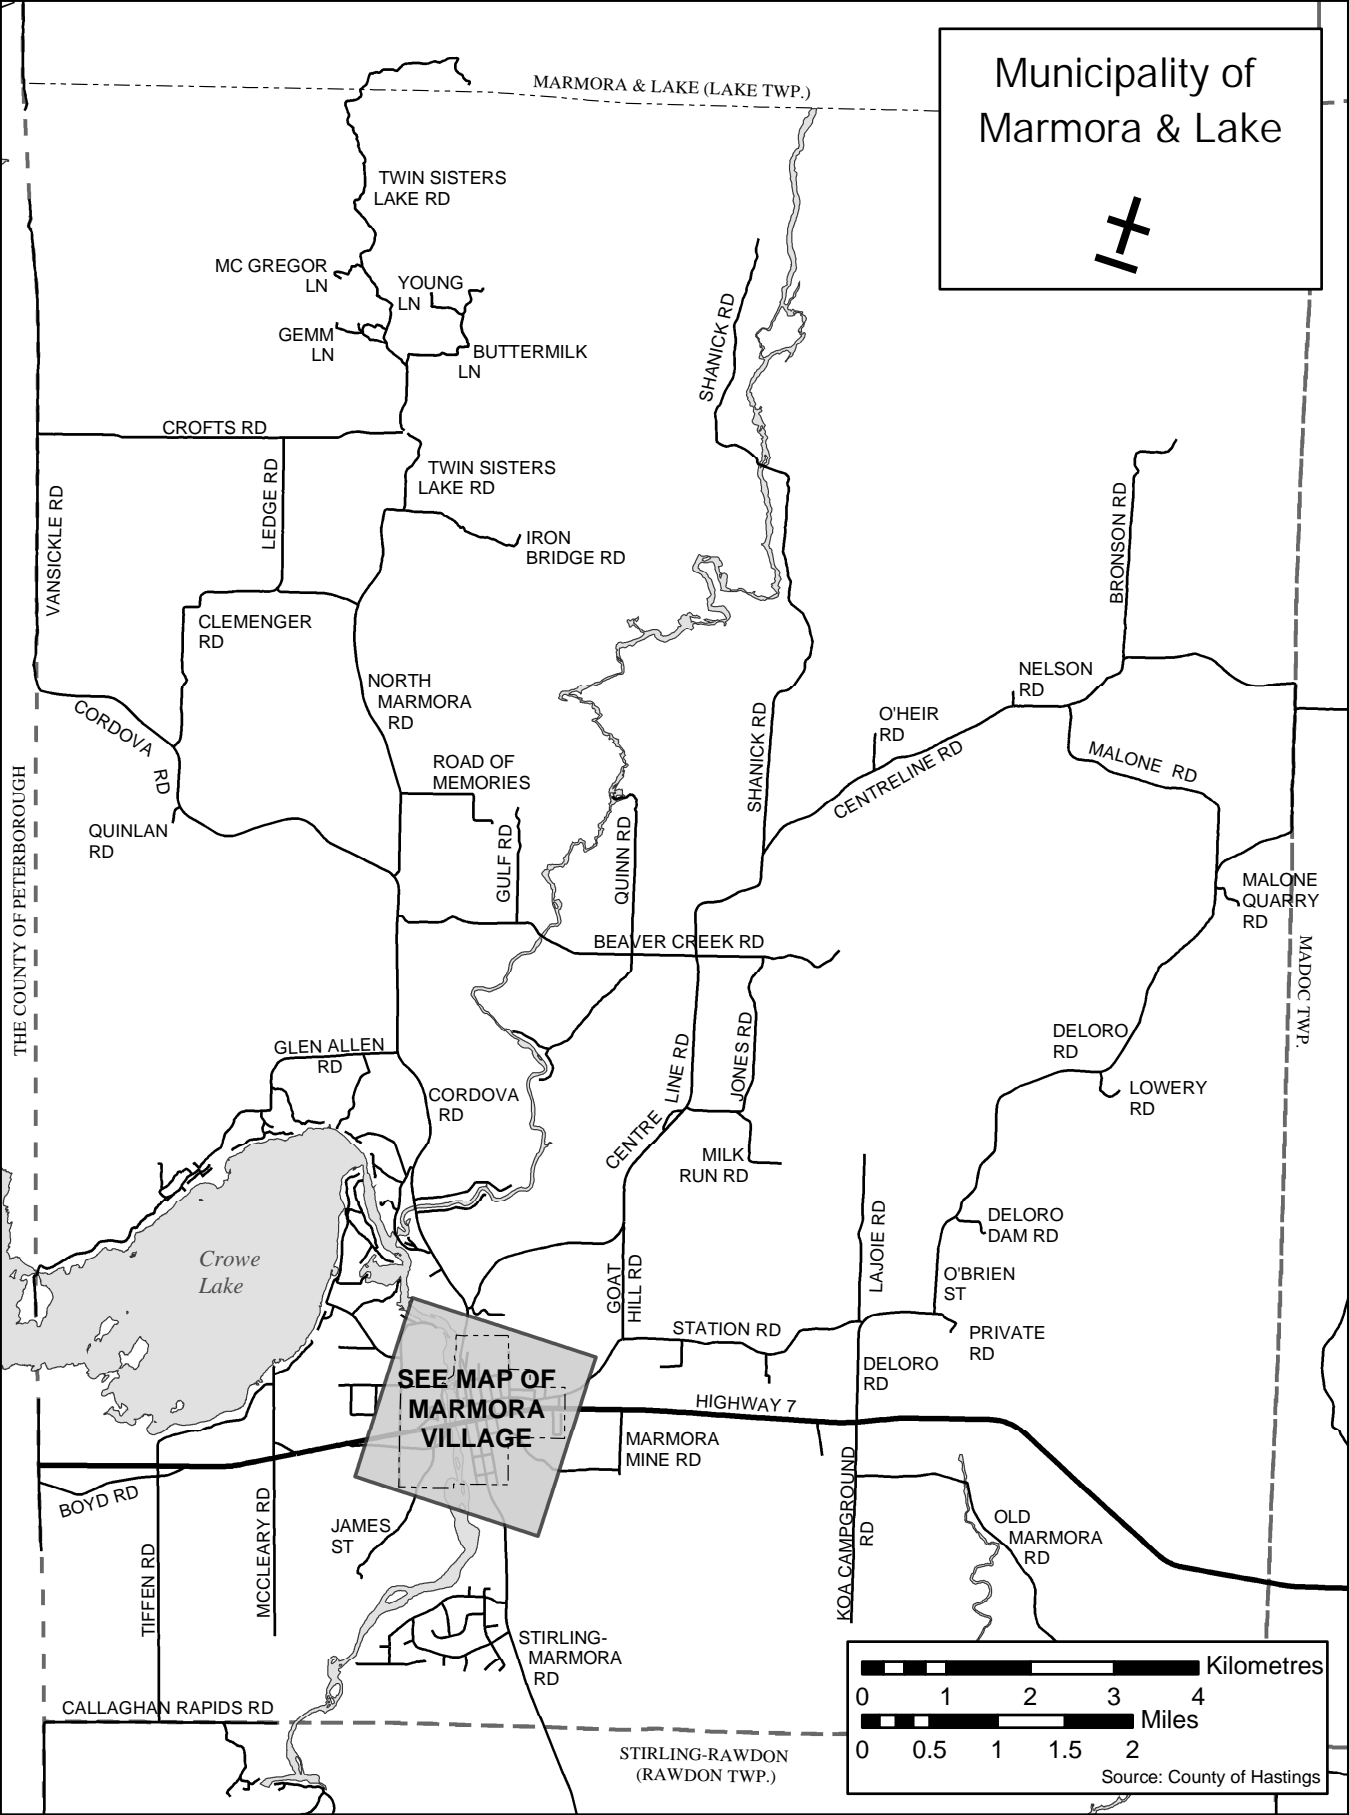 Municipality of
Marmora & Lake
MARMORA & LAKE (LAKE TWP.)
TWIN SISTERS
LAKE RD
MC GREGOR
LN
YOUNG
LN
GEMM
LN
BUTTERMILK
LN
SHANICK RD
CROFTS RD
TWIN SISTERS
LAKE RD
LEDGE RD
VANSICKLE RD
IRON
BRIDGE RD
BRONSON RD
CLEMENGER
RD
NORTH
MARMORA
RD
NELSON
RD
O'HEIR
RD
CORDOVA
RD
SHANICK RD
CENTRELINE RD
MALONE RD
ROAD OF
MEMORIES
THE COUNTY OF PETERBOROUGH
QUINLAN
RD
GULF RD
QUINN RD
MALONE
QUARRY
RD
BEAVER CREEK RD
MADOC TWP.
GLEN ALLEN
RD
DELORO
RD
CORDOVA
RD
CENTRE LINE RD
JONES RD
LOWERY
RD
MILK
RUN RD
LAJOIE RD
DELORO
DAM RD
Crowe
Lake
GOAT
HILL RD
O'BRIEN
ST
STATION RD
PRIVATE
RD
DELORO
RD
SEE MAP OF
MARMORA
VILLAGE
HIGHWAY 7
MARMORA
MINE RD
BOYD RD
TIFFEN RD
MCCLEARY RD
JAMES
ST
KOA CAMPGROUND
RD
OLD
MARMORA
RD
STIRLING-
MARMORA
RD
CALLAGHAN RAPIDS RD
STIRLING-RAWDON
(RAWDON TWP.)
Kilometres
0 1 2 3 4
Miles
0 0.5 1 1.5 2
Source: County of Hastings